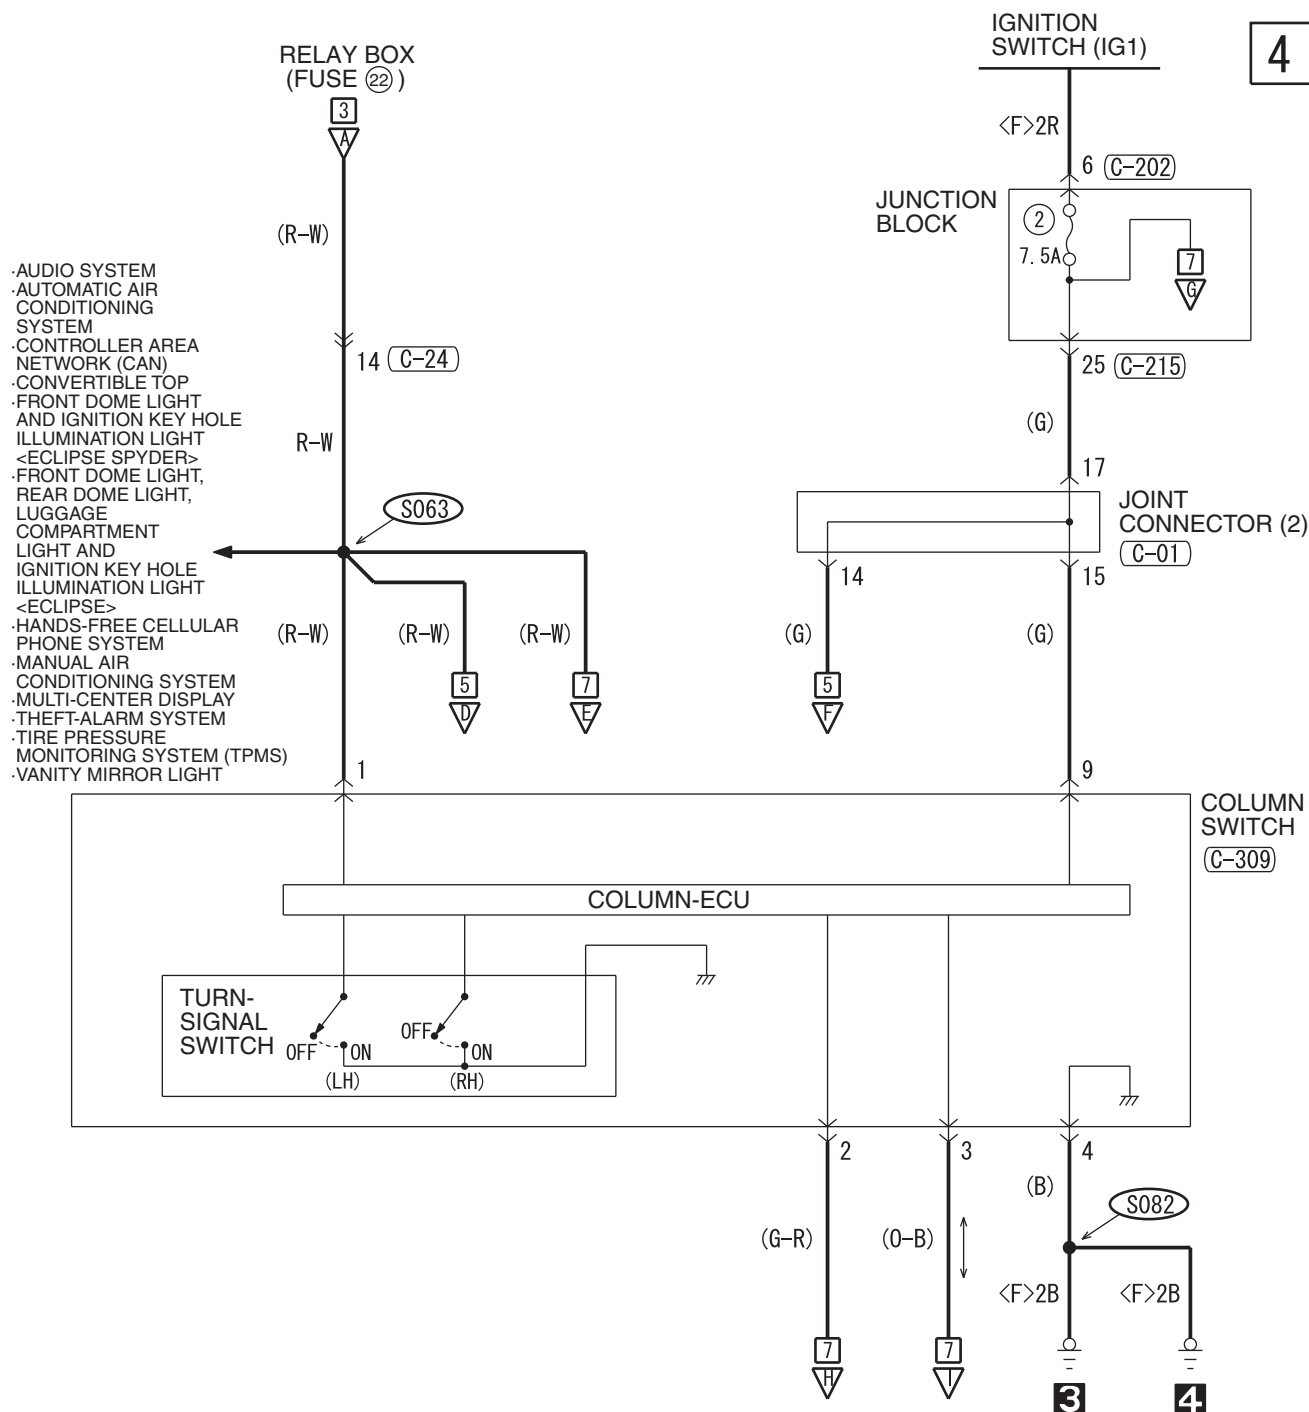 4
RELAY BOX
(FUSE 22)
3
A
IGNITION
SWITCH (IG1)
<F>2R
6 C-202
JUNCTION
BLOCK
2
7.5A
7
G
25 C-215
(R-W)
14 C-24
R-W
S063
(G)
17
JOINT
CONNECTOR (2)
C-01
14
15
·AUDIO SYSTEM
·AUTOMATIC AIR
CONDITIONING
SYSTEM
·CONTROLLER AREA
NETWORK (CAN)
·CONVERTIBLE TOP
·FRONT DOME LIGHT
AND IGNITION KEY HOLE
ILLUMINATION LIGHT
<ECLIPSE SPYDER>
·FRONT DOME LIGHT,
REAR DOME LIGHT,
LUGGAGE
COMPARTMENT
LIGHT AND
IGNITION KEY HOLE
ILLUMINATION LIGHT
<ECLIPSE>
·HANDS-FREE CELLULAR
PHONE SYSTEM
·MANUAL AIR
CONDITIONING SYSTEM
·MULTI-CENTER DISPLAY
·THEFT-ALARM SYSTEM
·TIRE PRESSURE
MONITORING SYSTEM (TPMS)
·VANITY MIRROR LIGHT
(R-W)
(R-W)
(R-W)
(G)
(G)
5
D
7
E
5
F
1
9
COLUMN
SWITCH
C-309
COLUMN-ECU
TURN-
SIGNAL
SWITCH
OFF
ON
(LH)
OFF
ON
(RH)
2
3
4
(G-R)
(O-B)
(B)
S082
<F>2B
<F>2B
7
H
7
I
3
4